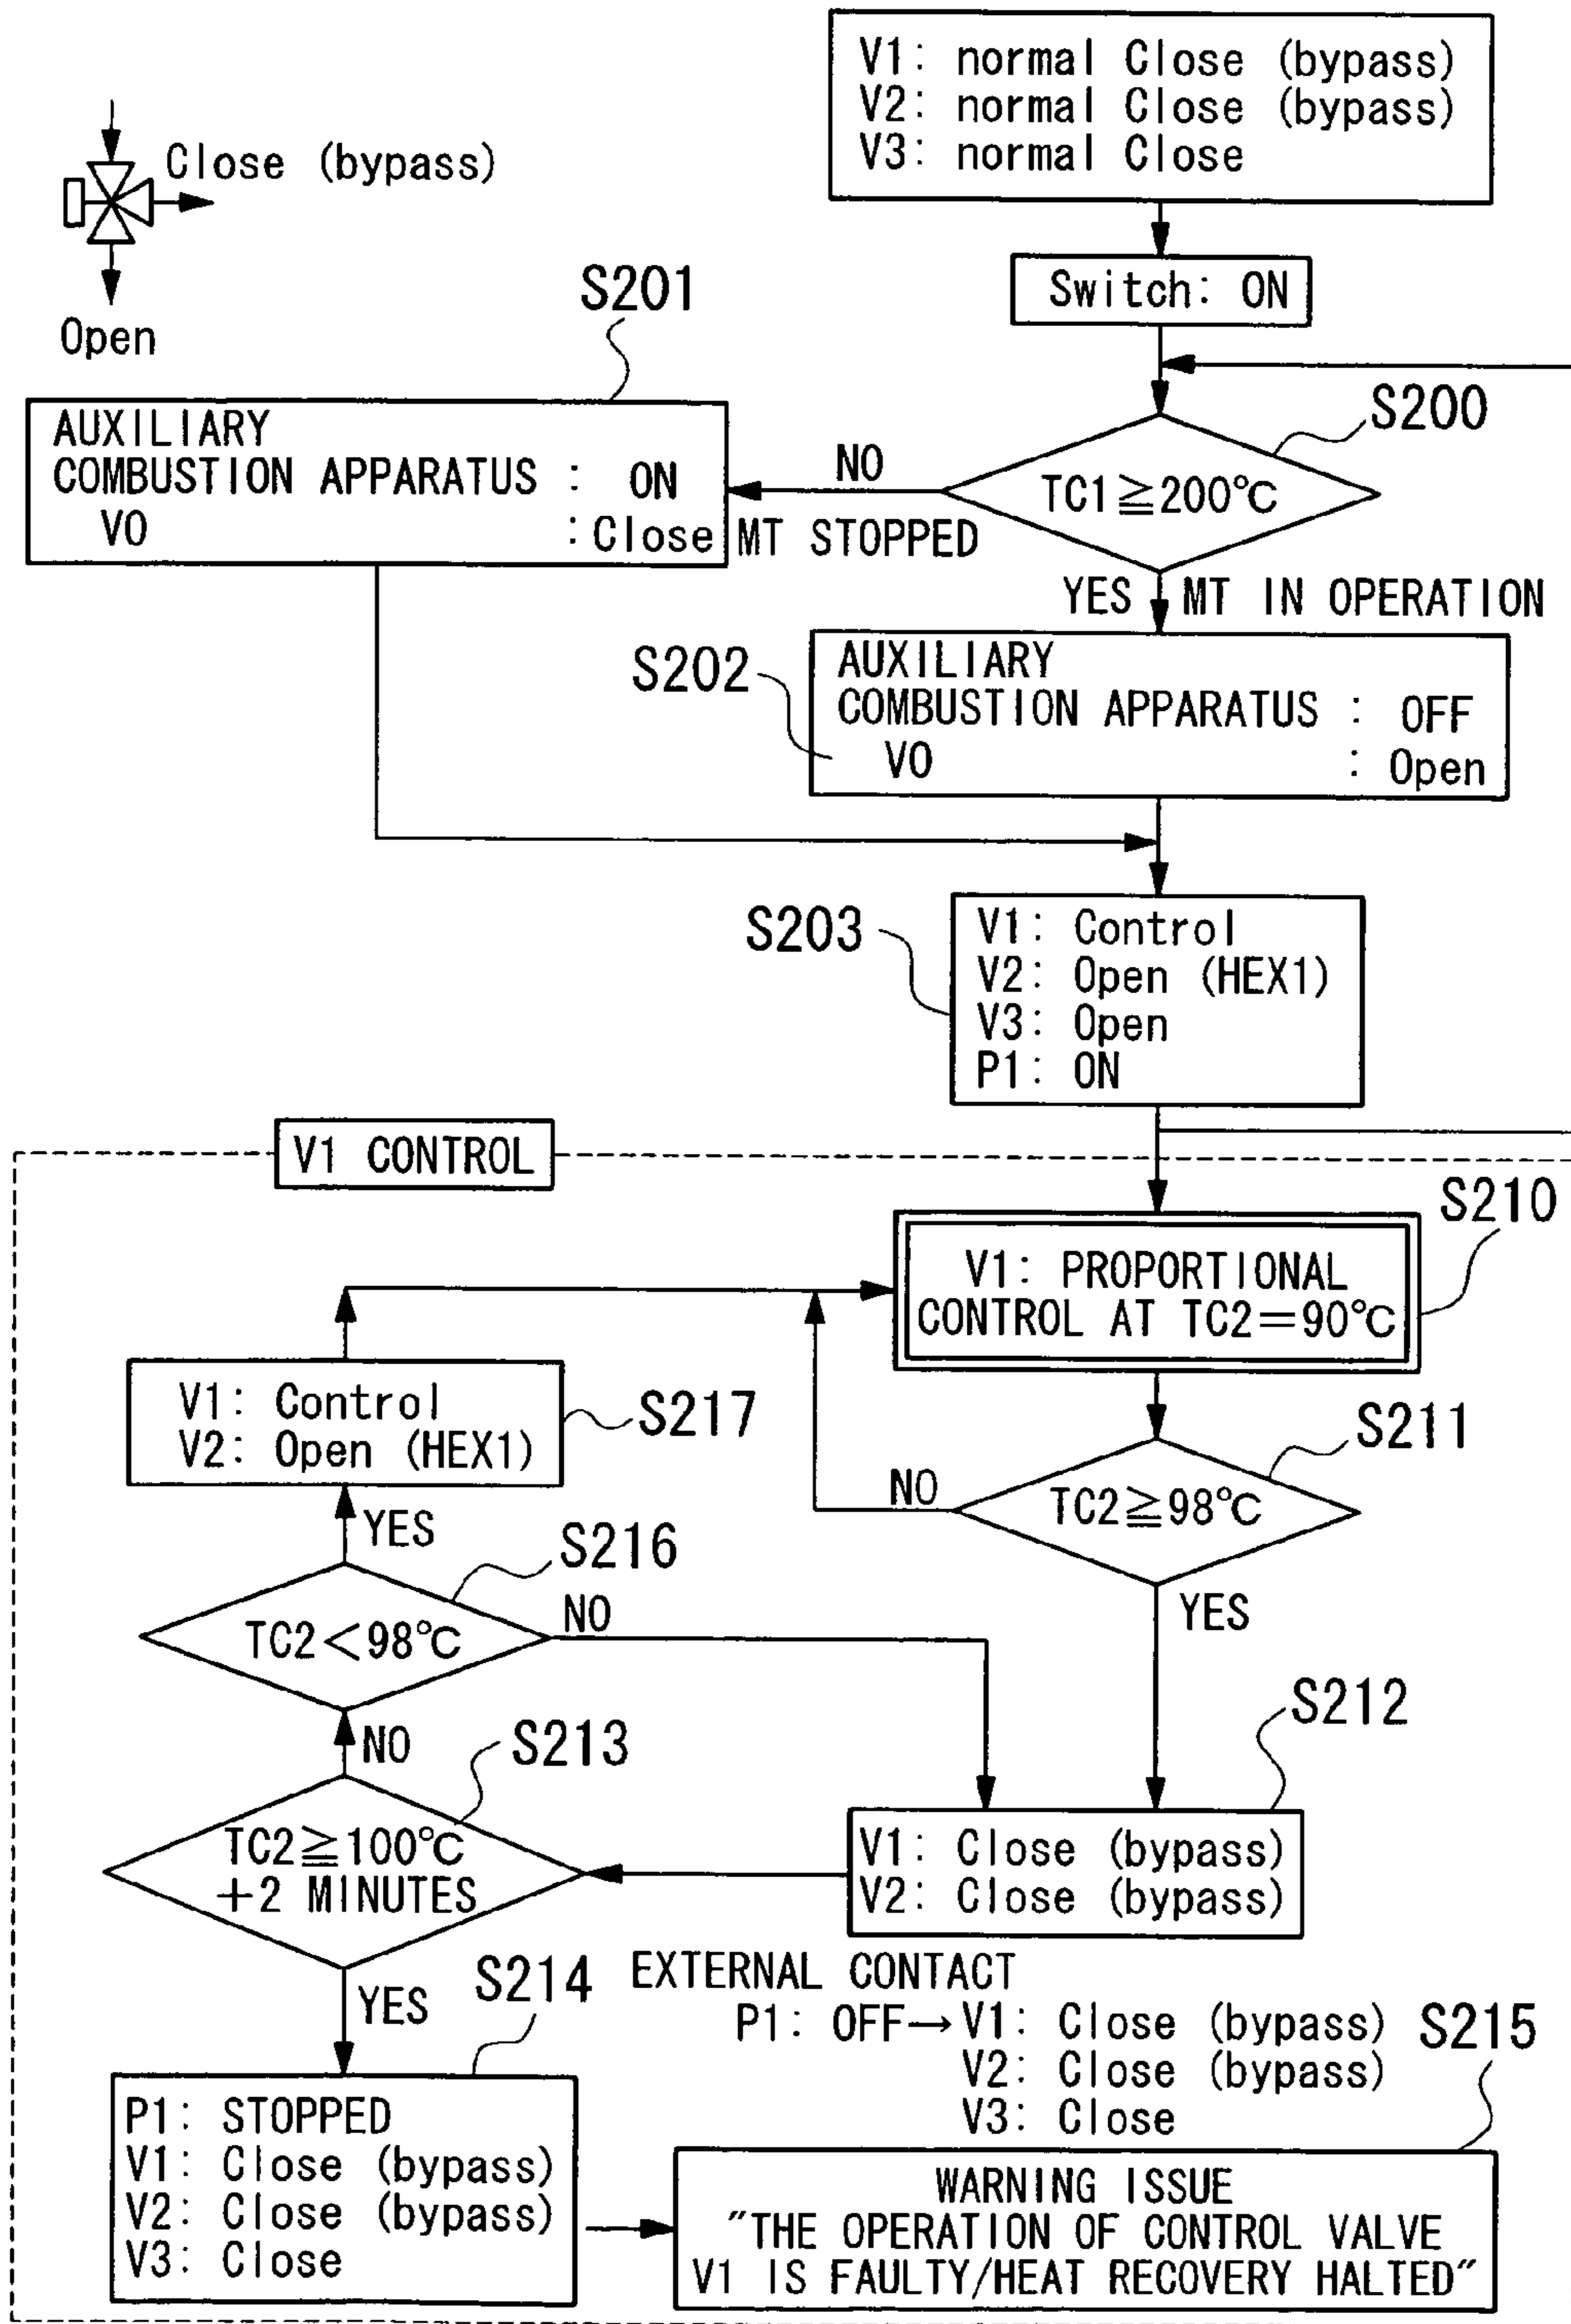 V1: normal Close (bypass)
V2: normal Close (bypass)
V3: normal Close
Close (bypass)
Open
Switch: ON
S201
S200
AUXILIARY
COMBUSTION APPARATUS : ON
V0 : Close
NO
MT STOPPED
TC1≧200℃
YES
MT IN OPERATION
S202
AUXILIARY
COMBUSTION APPARATUS : OFF
V0 : Open
S203
V1: Control
V2: Open (HEX1)
V3: Open
P1: ON
V1 CONTROL
S210
V1: PROPORTIONAL
CONTROL AT TC2=90℃
V1: Control
V2: Open (HEX1)
S217
S211
NO
TC2≧98℃
YES
S216
YES
TC2<98℃
NO
S212
NO
S213
TC2≧100℃
+2 MINUTES
V1: Close (bypass)
V2: Close (bypass)
YES
S214
EXTERNAL CONTACT
P1: OFF→V1: Close (bypass)
V2: Close (bypass)
V3: Close
S215
P1: STOPPED
V1: Close (bypass)
V2: Close (bypass)
V3: Close
WARNING ISSUE
"THE OPERATION OF CONTROL VALVE
V1 IS FAULTY/HEAT RECOVERY HALTED"